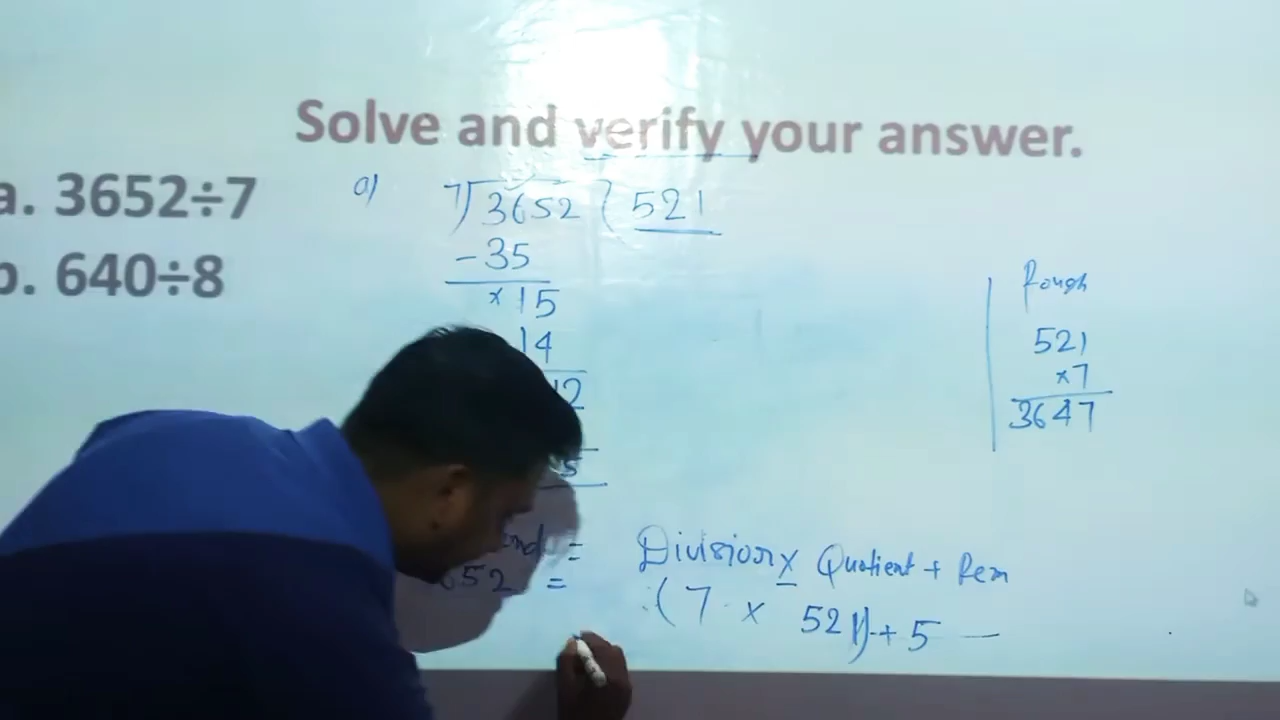 Solve and verify your answer.
a. 3652÷7
b. 640÷8
a)
7) 3652 ( 521
-35
×15
14
12
5
Rough
521
×7
3647
= Division × Quotient + Rem
652 = (7 × 521) + 5